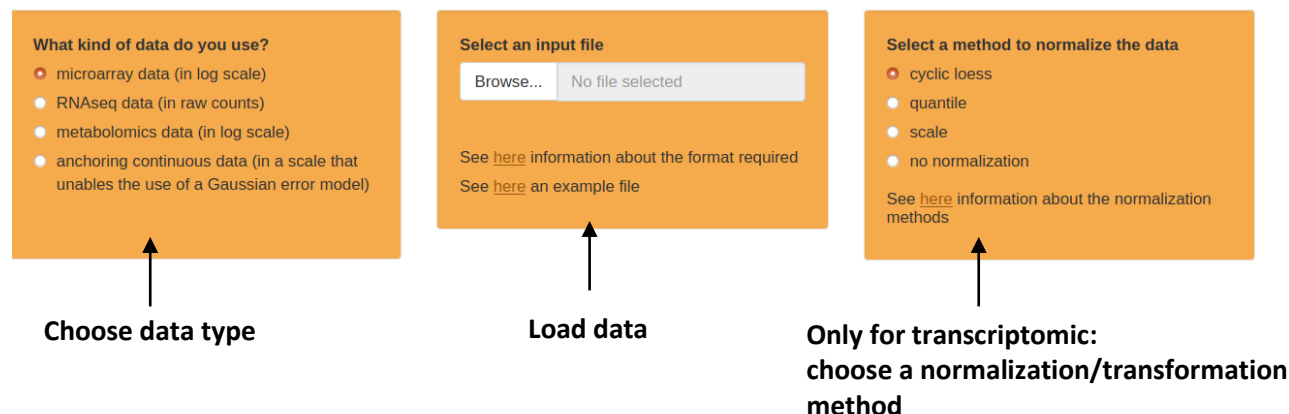 What kind of data do you use?
microarray data (in log scale)
RNAseq data (in raw counts)
metabolomics data (in log scale)
anchoring continuous data (in a scale that
unables the use of a Gaussian error model)
Select an input file
Browse... No file selected
See here information about the format required
See here an example file
Select a method to normalize the data
cyclic loess
quantile
scale
no normalization
See here information about the normalization
methods
Choose data type
Load data
Only for transcriptomic:
choose a normalization/transformation
method